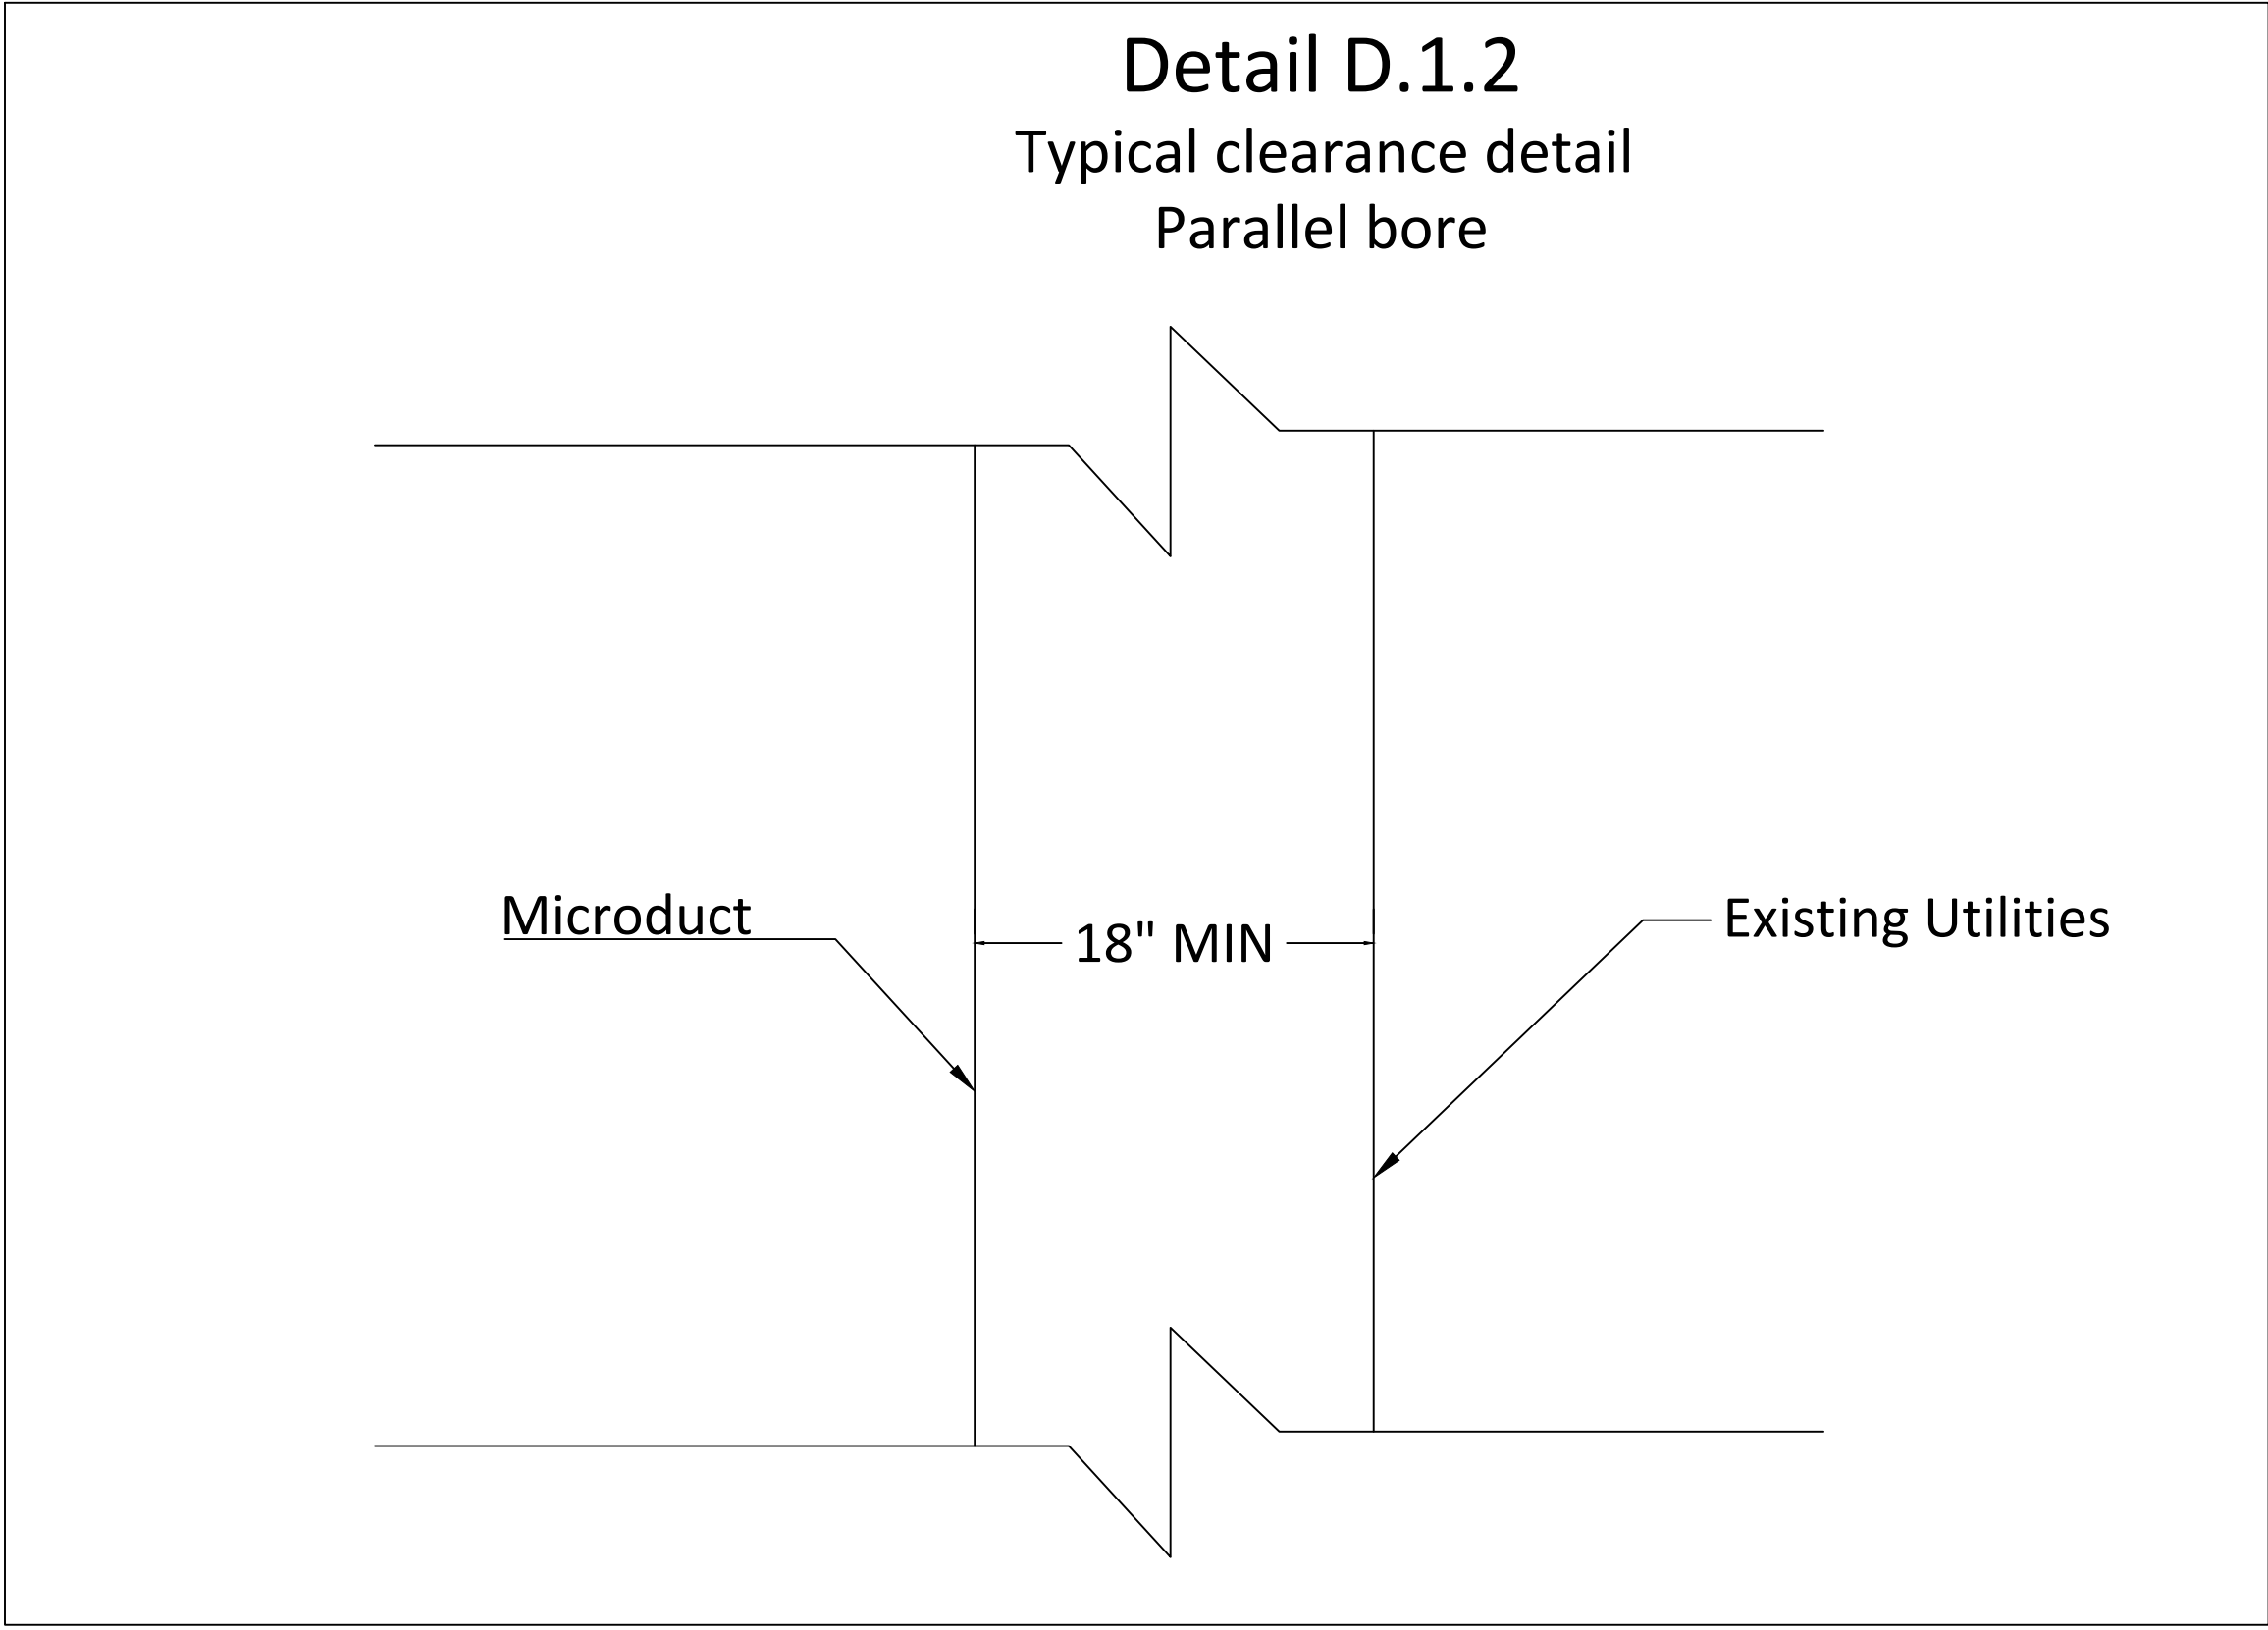 Detail D.1.2
Typical clearance detail
Parallel bore
Microduct
18" MIN
Existing Utilities